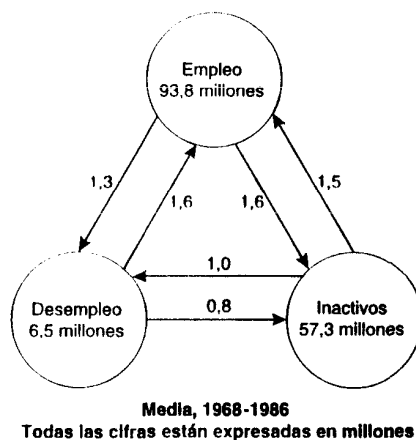 Empleo
93,8 millones
1,3
1,6
1,6
1,5
1,0
0,8
Desempleo
6,5 millones
Inactivos
57,3 millones
Media, 1968-1986
Todas las cifras están expresadas en millones